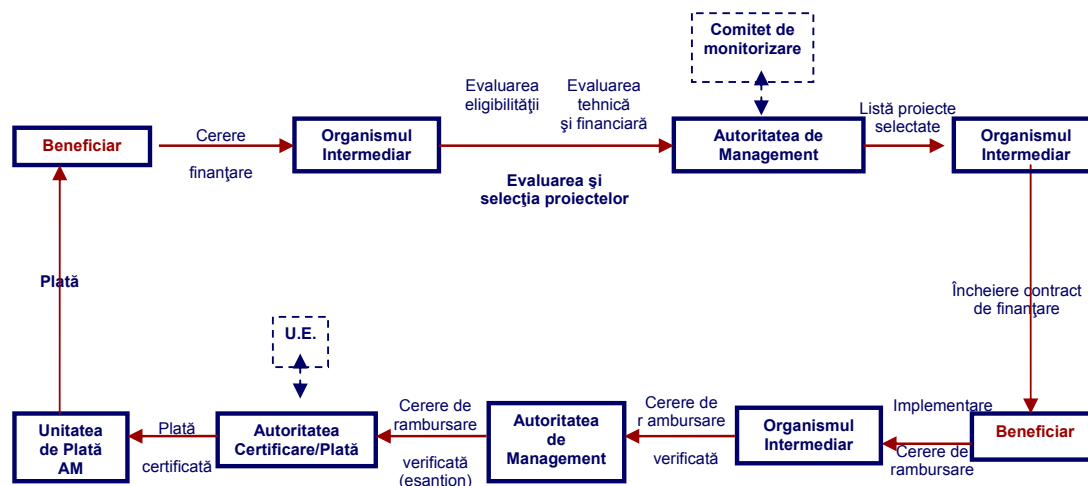 Comitet de
monitorizare
Evaluarea
eligibilităţii
Evaluarea
tehnică
şi financiară
Listă proiecte
selectate
Beneficiar
Cerere
finanţare
Organismul
Intermediar
Autoritatea de
Management
Organismul
Intermediar
Evaluarea şi
selecţia proiectelor
Plată
Încheiere contract
de finanţare
U.E.
Unitatea
de Plată
AM
Plată
certificată
Autoritatea
Certificare/Plată
Cerere de
rambursare
verificată
(esantion)
Autoritatea
de
Management
Cerere de
r ambursare
verificată
Organismul
Intermediar
Implementare
Cerere de
rambursare
Beneficiar